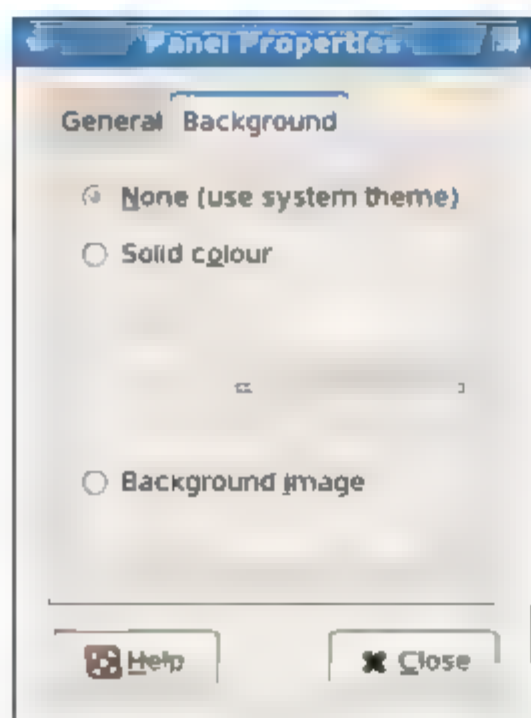 Panel Properties
General Background
None (use system theme)
Solid colour
Background image
Help Close